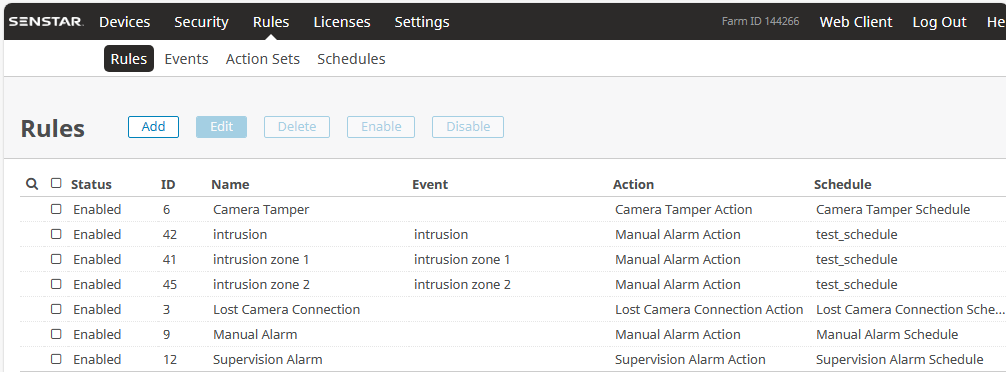 SENSTAR Devices Security Rules Licenses Settings Farm ID 144266 Web Client Log Out He
Rules Events Action Sets Schedules
Rules Add Edit Delete Enable Disable
Status ID Name Event Action Schedule
Enabled 6 Camera Tamper Camera Tamper Action Camera Tamper Schedule
Enabled 42 intrusion intrusion Manual Alarm Action test_schedule
Enabled 41 intrusion zone 1 intrusion zone 1 Manual Alarm Action test_schedule
Enabled 45 intrusion zone 2 intrusion zone 2 Manual Alarm Action test_schedule
Enabled 3 Lost Camera Connection Lost Camera Connection Action Lost Camera Connection Sche...
Enabled 9 Manual Alarm Manual Alarm Action Manual Alarm Schedule
Enabled 12 Supervision Alarm Supervision Alarm Action Supervision Alarm Schedule